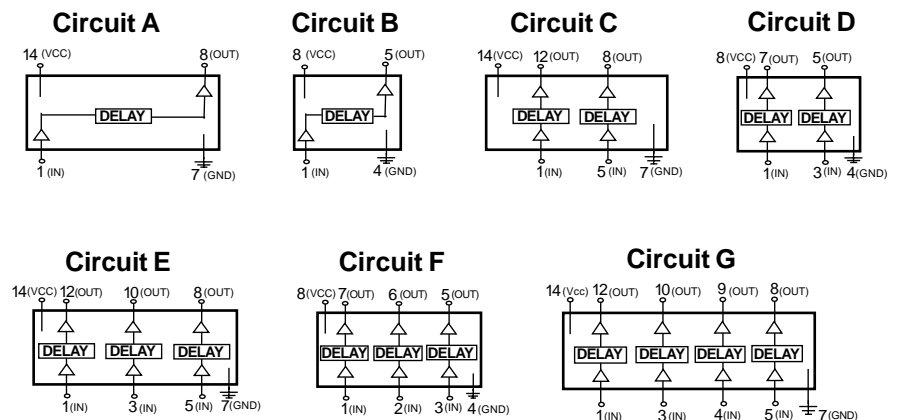 Circuit A
14 (VCC) 8 (OUT)
DELAY
1 (IN) 7 (GND)
Circuit B
8 (VCC) 5 (OUT)
DELAY
1 (IN) 4 (GND)
Circuit C
14(VCC) 12(OUT) 8(OUT)
DELAY DELAY
1(IN) 5 (IN) 7(GND)
Circuit D
8(VCC) 7(OUT) 5(OUT)
DELAY DELAY
1(IN) 3(IN) 4(GND)
Circuit E
14(VCC) 12(OUT) 10(OUT) 8(OUT)
DELAY DELAY DELAY
1(IN) 3(IN) 5(IN) 7(GND)
Circuit F
8(VCC) 7(OUT) 6(OUT) 5(OUT)
DELAY DELAY DELAY
1(IN) 2(IN) 3(IN) 4(GND)
Circuit G
14(Vcc) 12(OUT) 10(OUT) 9(OUT) 8(OUT)
DELAY DELAY DELAY DELAY
1(IN) 3(IN) 4(IN) 5(IN) 7(GND)